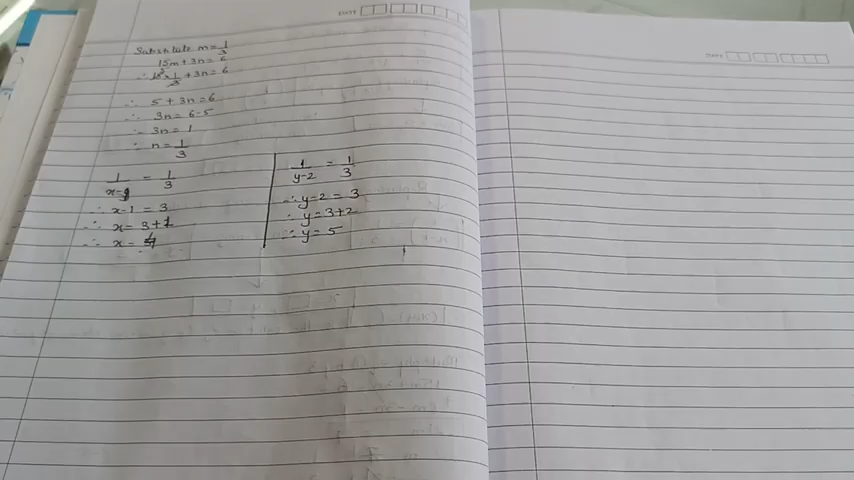 DATE
Substitute m = 1/3
15m + 3n = 6
∴ 15 × 1/3 + 3n = 6
∴ 5 + 3n = 6
∴ 3n = 6-5
∴ 3n = 1
∴ n = 1/3
1/x-1 = 1/3
∴ x-1 = 3
∴ x = 3+1
∴ x = 4
1/y-2 = 1/3
∴ y-2 = 3
∴ y = 3+2
∴ y = 5
DATE